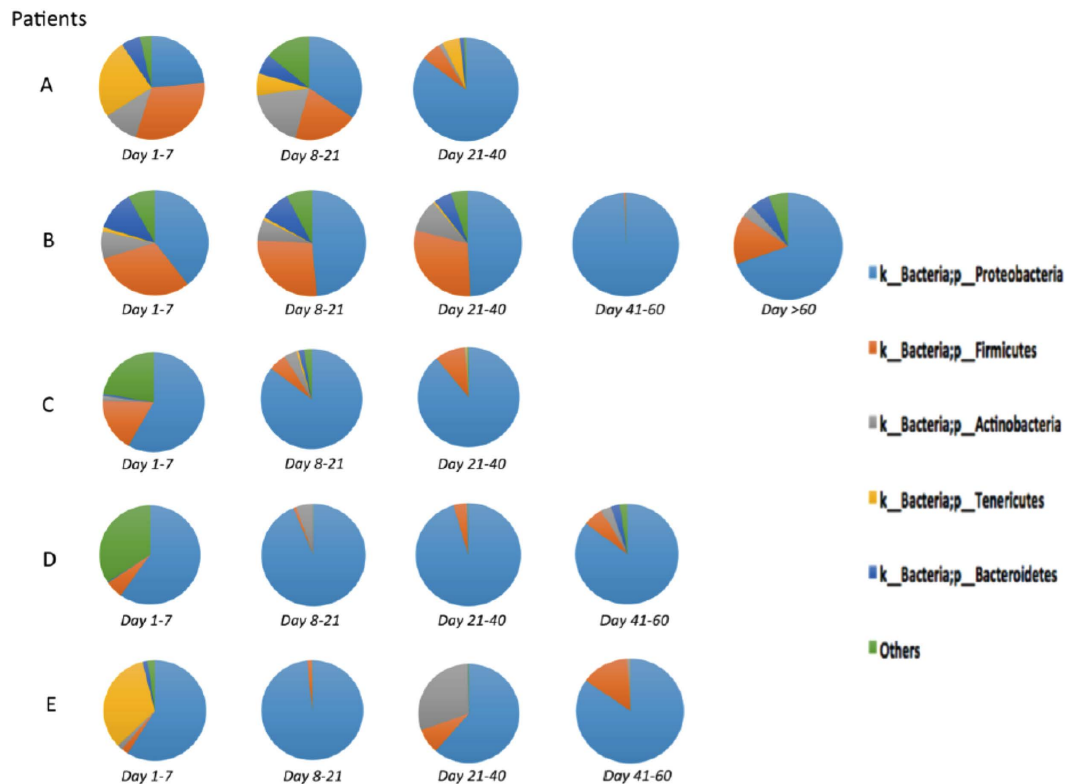 Patients
A
Day 1-7
Day 8-21
Day 21-40
B
Day 1-7
Day 8-21
Day 21-40
Day 41-60
Day >60
C
Day 1-7
Day 8-21
Day 21-40
D
Day 1-7
Day 8-21
Day 21-40
Day 41-60
E
Day 1-7
Day 8-21
Day 21-40
Day 41-60
k__Bacteria;p__Proteobacteria
k__Bacteria;p__Firmicutes
k__Bacteria;p__Actinobacteria
k__Bacteria;p__Tenericutes
k__Bacteria;p__Bacteroidetes
Others